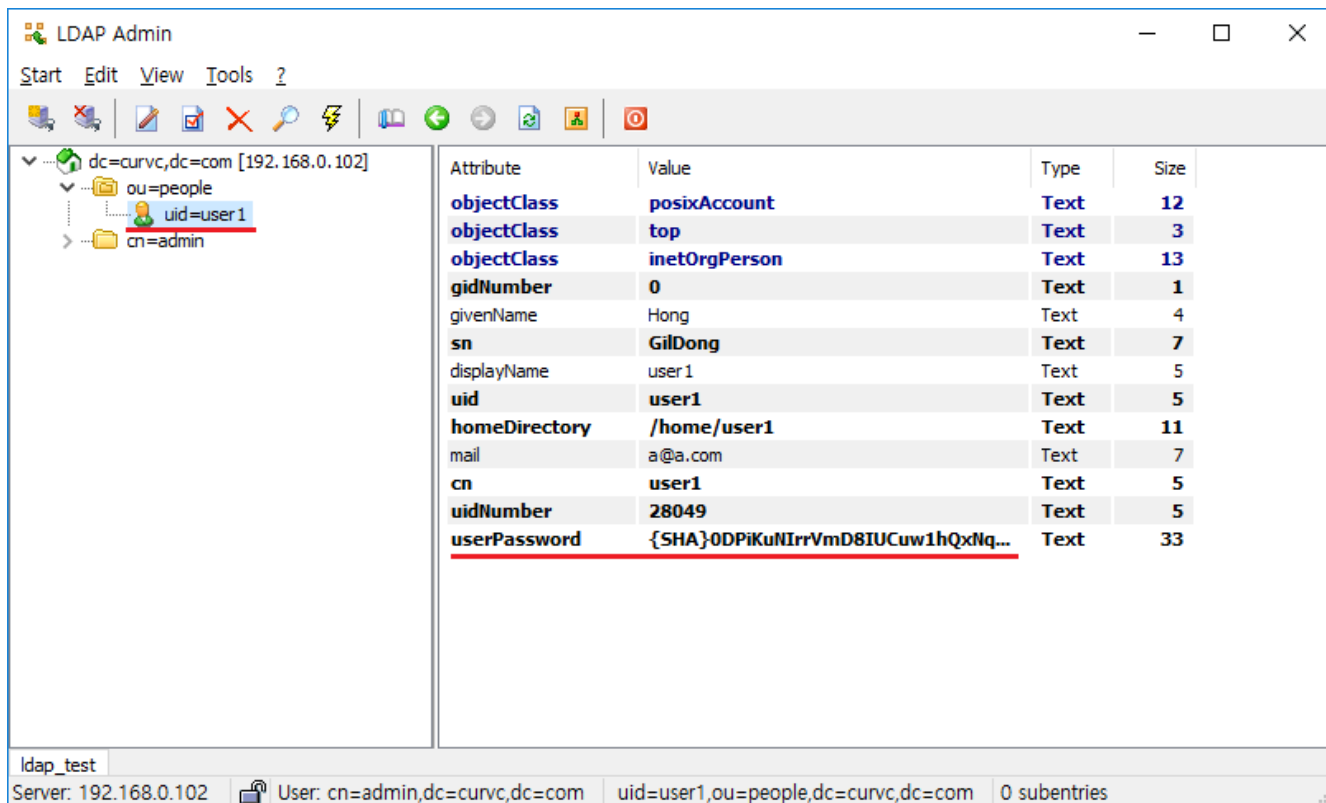 LDAP Admin
Start Edit View Tools ?
dc=curvc,dc=com [192.168.0.102]
ou=people
uid=user1
cn=admin
Attribute Value Type Size
objectClass posixAccount Text 12
objectClass top Text 3
objectClass inetOrgPerson Text 13
gidNumber 0 Text 1
givenName Hong Text 4
sn GilDong Text 7
displayName user1 Text 5
uid user1 Text 5
homeDirectory /home/user1 Text 11
mail a@a.com Text 7
cn user1 Text 5
uidNumber 28049 Text 5
userPassword {SHA}0DPiKuNIrrVmD8IUCuw1hQxNq... Text 33
ldap_test
Server: 192.168.0.102 User: cn=admin,dc=curvc,dc=com uid=user1,ou=people,dc=curvc,dc=com 0 subentries